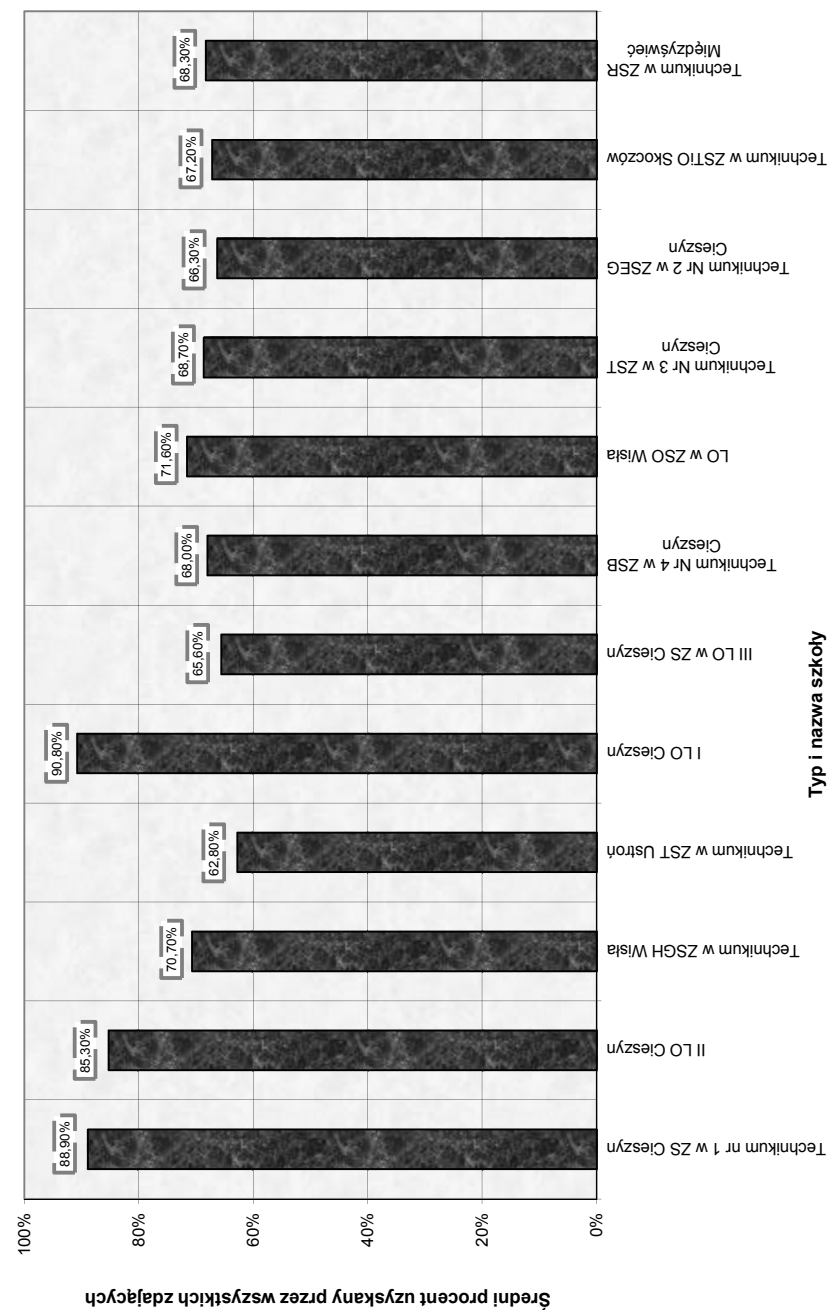 Średni procent uzyskany przez wszystkich zdających
100%
80%
60%
40%
20%
0%
88,90%
85,30%
70,70%
62,80%
90,80%
65,60%
68,00%
71,60%
68,70%
66,30%
67,20%
68,30%
Technikum nr 1 w ZS Cieszyn
II LO Cieszyn
Technikum w ZSGH Wisła
Technikum w ZST Ustroń
I LO Cieszyn
III LO w ZS Cieszyn
Technikum Nr 4 w ZSB
Cieszyn
LO w ZSO Wisła
Technikum Nr 3 w ZST
Cieszyn
Technikum Nr 2 w ZSEG
Cieszyn
Technikum w ZSTiO Skoczów
Technikum w ZSR
Międzyświeć
Typ i nazwa szkoły